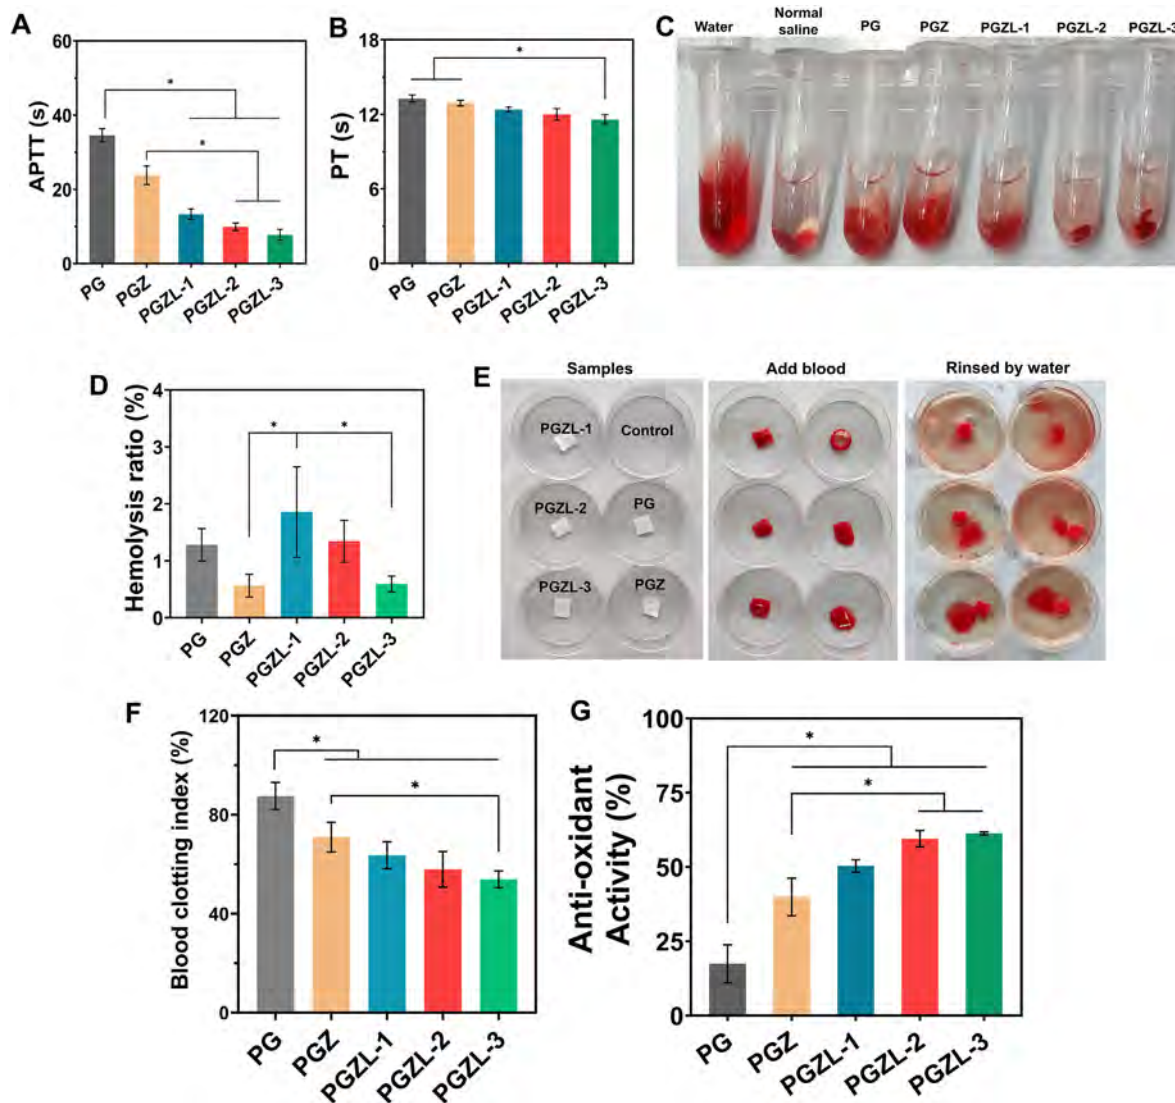 A
APTT (s)
60
40
20
0
*
*
PG
PGZ
PGZL-1
PGZL-2
PGZL-3
B
PT (s)
18
12
6
0
*
PG
PGZ
PGZL-1
PGZL-2
PGZL-3
C
Water
Normal
saline
PG
PGZ
PGZL-1
PGZL-2
PGZL-3
D
Hemolysis ratio (%)
4
3
2
1
0
*
*
PG
PGZ
PGZL-1
PGZL-2
PGZL-3
E
Samples
Add blood
Rinsed by water
PGZL-1
Control
PGZL-2
PG
PGZL-3
PGZ
F
Blood clotting index (%)
120
80
40
0
*
*
PG
PGZ
PGZL-1
PGZL-2
PGZL-3
G
Anti-oxidant
Activity (%)
100
75
50
25
0
*
*
PG
PGZ
PGZL-1
PGZL-2
PGZL-3